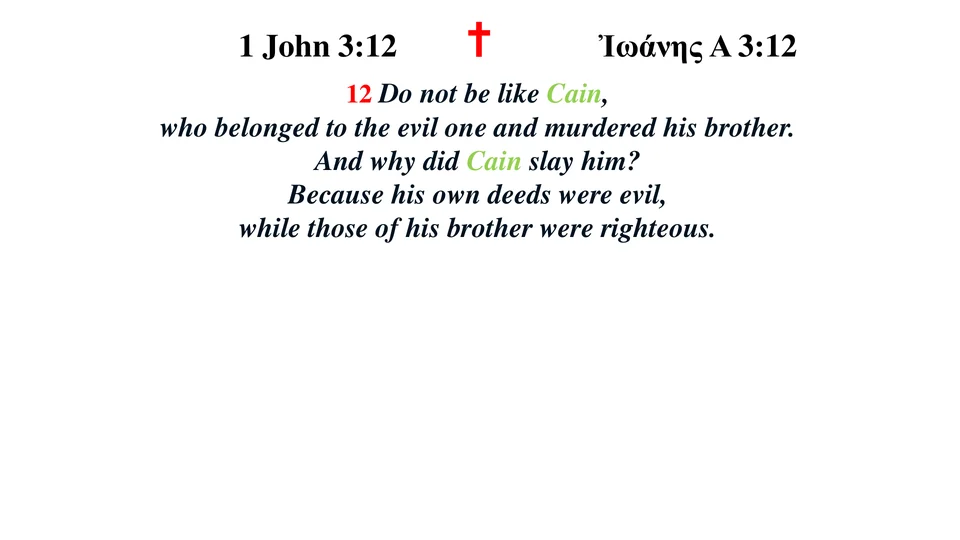 1 John 3:12 ✝ Ἰωάνης Α 3:12
12 Do not be like Cain,
who belonged to the evil one and murdered his brother.
And why did Cain slay him?
Because his own deeds were evil,
while those of his brother were righteous.